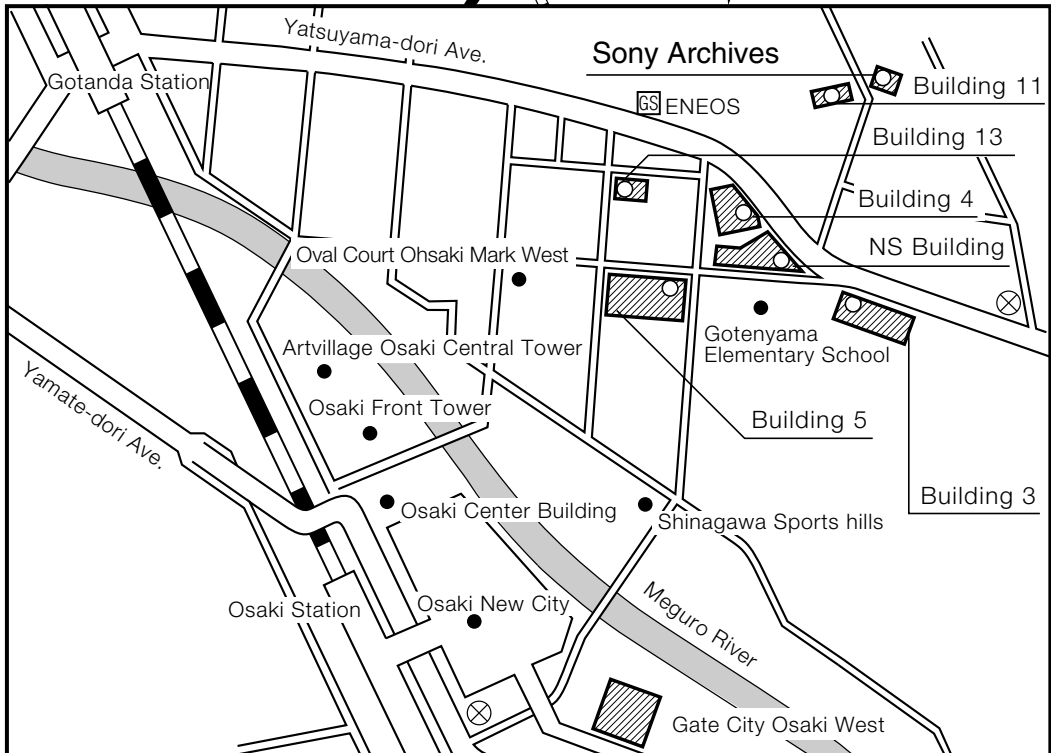 Yatsuyama-dori Ave.
Sony Archives
Gotanda Station
Building 11
GS ENEOS
Building 13
Building 4
NS Building
Oval Court Ohsaki Mark West
Gotenyama
Elementary School
Artvillage Osaki Central Tower
Yamate-dori Ave.
Osaki Front Tower
Building 5
Building 3
Osaki Center Building
Shinagawa Sports hills
Osaki Station
Osaki New City
Meguro River
Gate City Osaki West